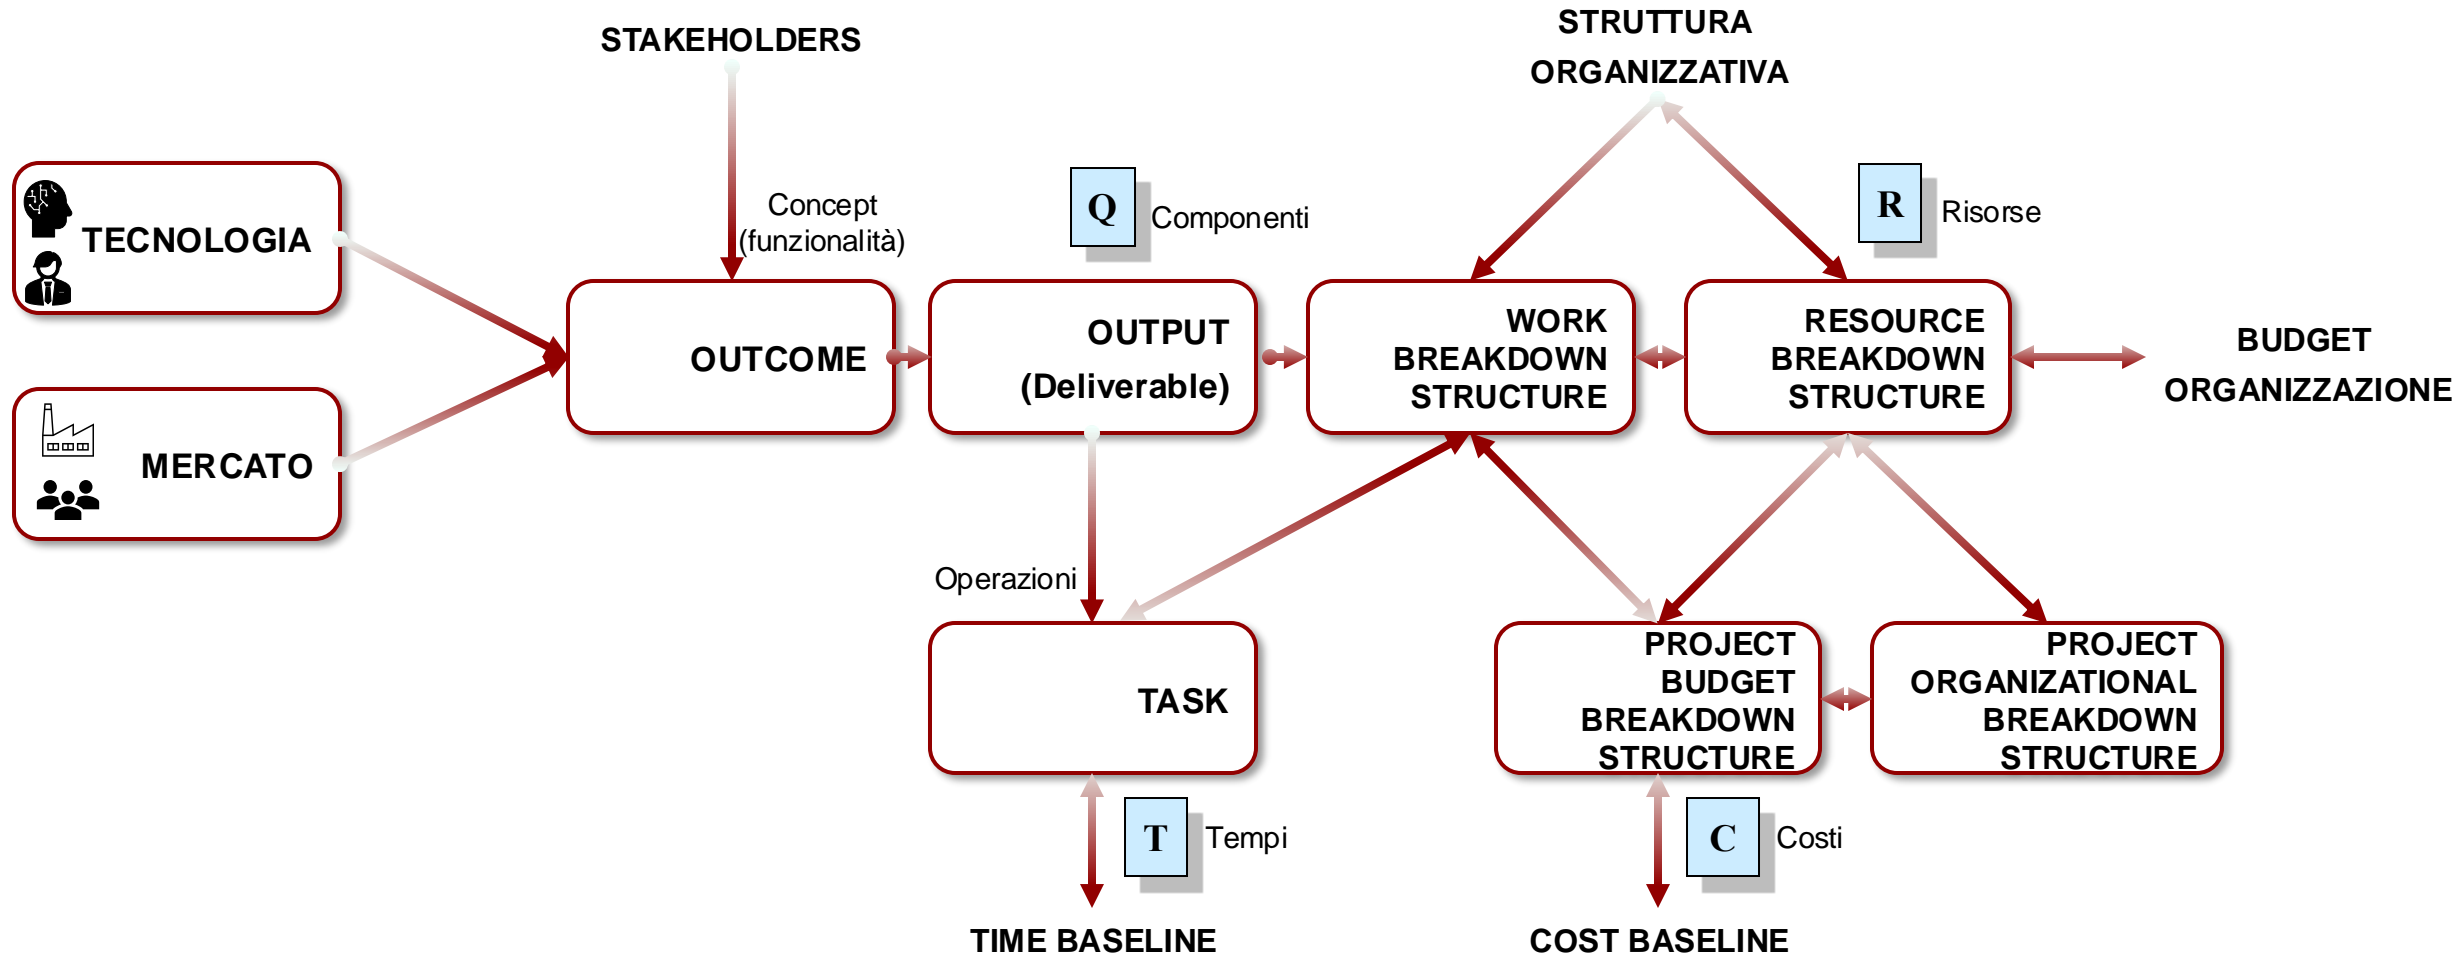 STAKEHOLDERS
STRUTTURA
ORGANIZZATIVA
TECNOLOGIA
MERCATO
Concept
(funzionalità)
OUTCOME
Q
Componenti
OUTPUT
(Deliverable)
WORK
BREAKDOWN
STRUCTURE
R
Risorse
RESOURCE
BREAKDOWN
STRUCTURE
BUDGET
ORGANIZZAZIONE
Operazioni
TASK
PROJECT
BUDGET
BREAKDOWN
STRUCTURE
PROJECT
ORGANIZATIONAL
BREAKDOWN
STRUCTURE
T
Tempi
C
Costi
TIME BASELINE
COST BASELINE